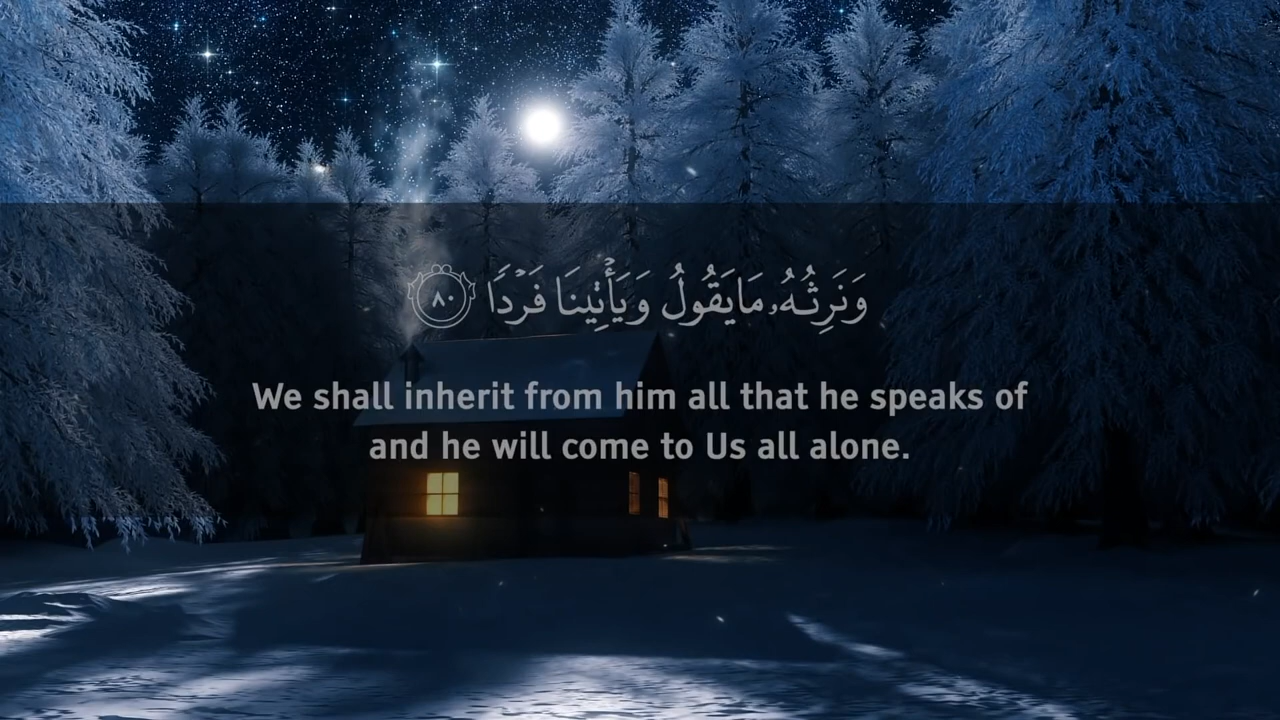 وَنَرِثُهُۥ مَا يَقُولُ وَيَأْتِينَا فَرْدًا ٨٠
We shall inherit from him all that he speaks of
and he will come to Us all alone.